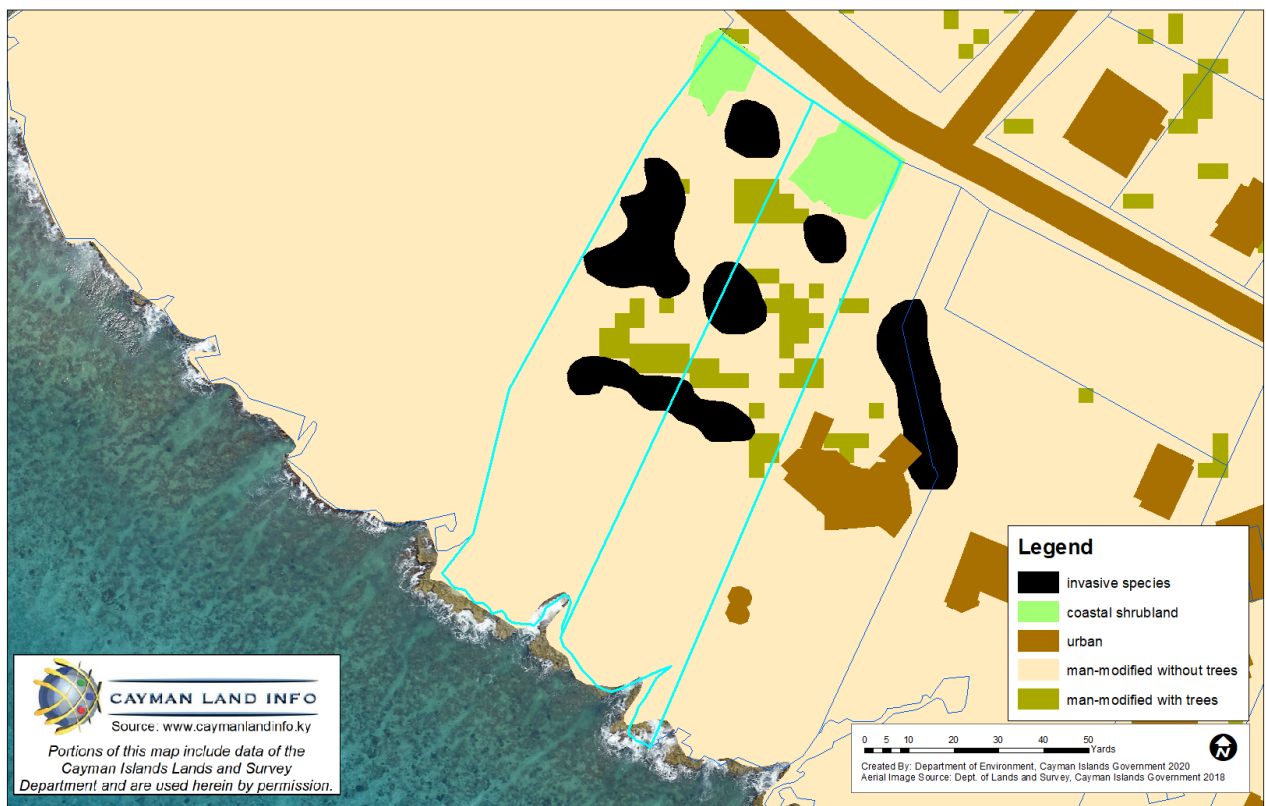 Legend
invasive species
coastal shrubland
urban
man-modified without trees
man-modified with trees
CAYMAN LAND INFO
Source: www.caymanlandinfo.ky
Portions of this map include data of the
Cayman Islands Lands and Survey
Department and are used herein by permission.
0 5 10 20 30 40 50
Yards
N
Created By: Department of Environment, Cayman Islands Government 2020
Aerial Image Source: Dept. of Lands and Survey, Cayman Islands Government 2018